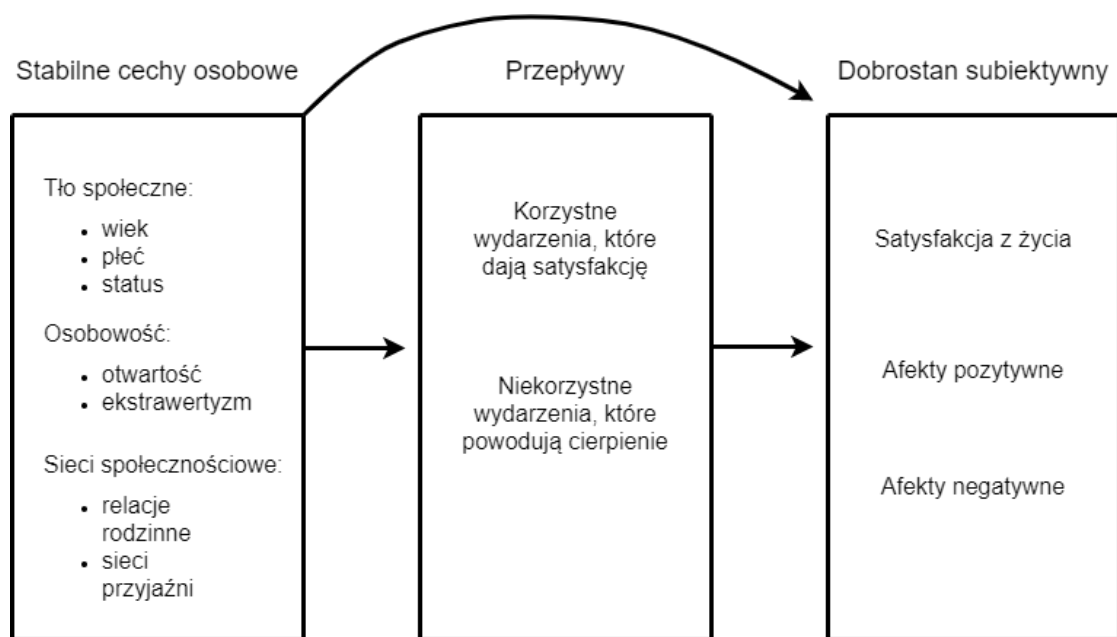 Stabilne cechy osobowe
Przepływy
Dobrostan subiektywny
Tło społeczne:
• wiek
• płeć
• status
Osobowość:
• otwartość
• ekstrawertyzm
Sieci społecznościowe:
• relacje
rodzinne
• sieci
przyjaźni
Korzystne
wydarzenia, które
dają satysfakcję
Niekorzystne
wydarzenia, które
powodują cierpienie
Satysfakcja z życia
Afekty pozytywne
Afekty negatywne